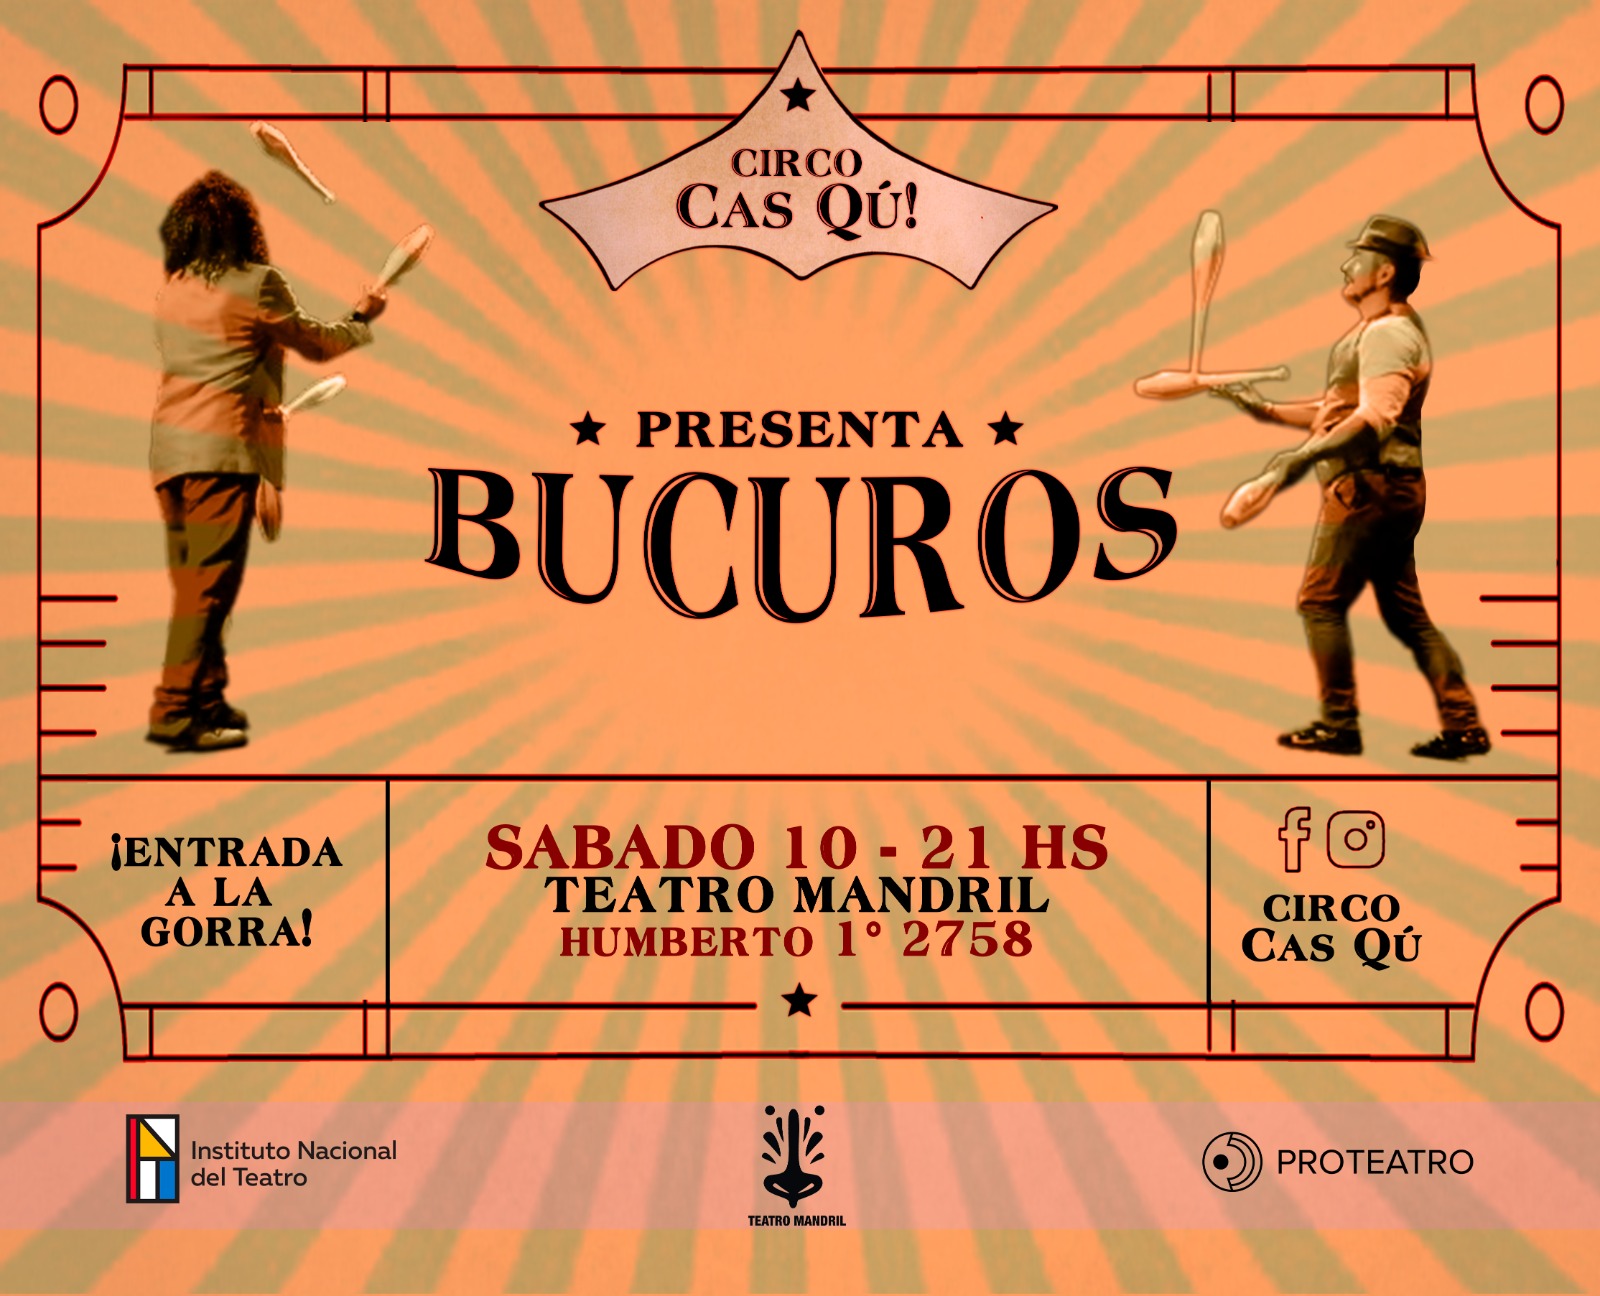 CIRCO
CAS QÚ!
PRESENTA
BUCUROS
¡ENTRADA
A LA
GORRA!
SABADO 10 - 21 HS
TEATRO MANDRIL
HUMBERTO 1° 2758
CIRCO
CAS QÚ
Instituto Nacional
del Teatro
TEATRO MANDRIL
PROTEATRO